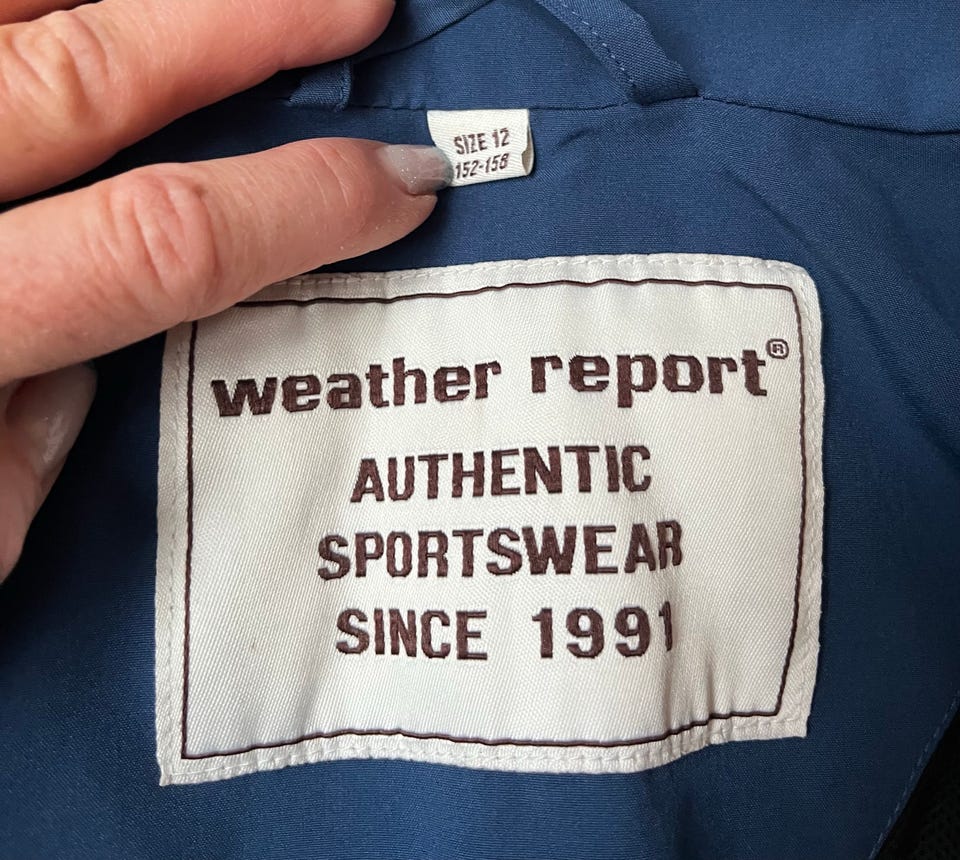 SIZE 12
152-158
weather report®
AUTHENTIC
SPORTSWEAR
SINCE 1991